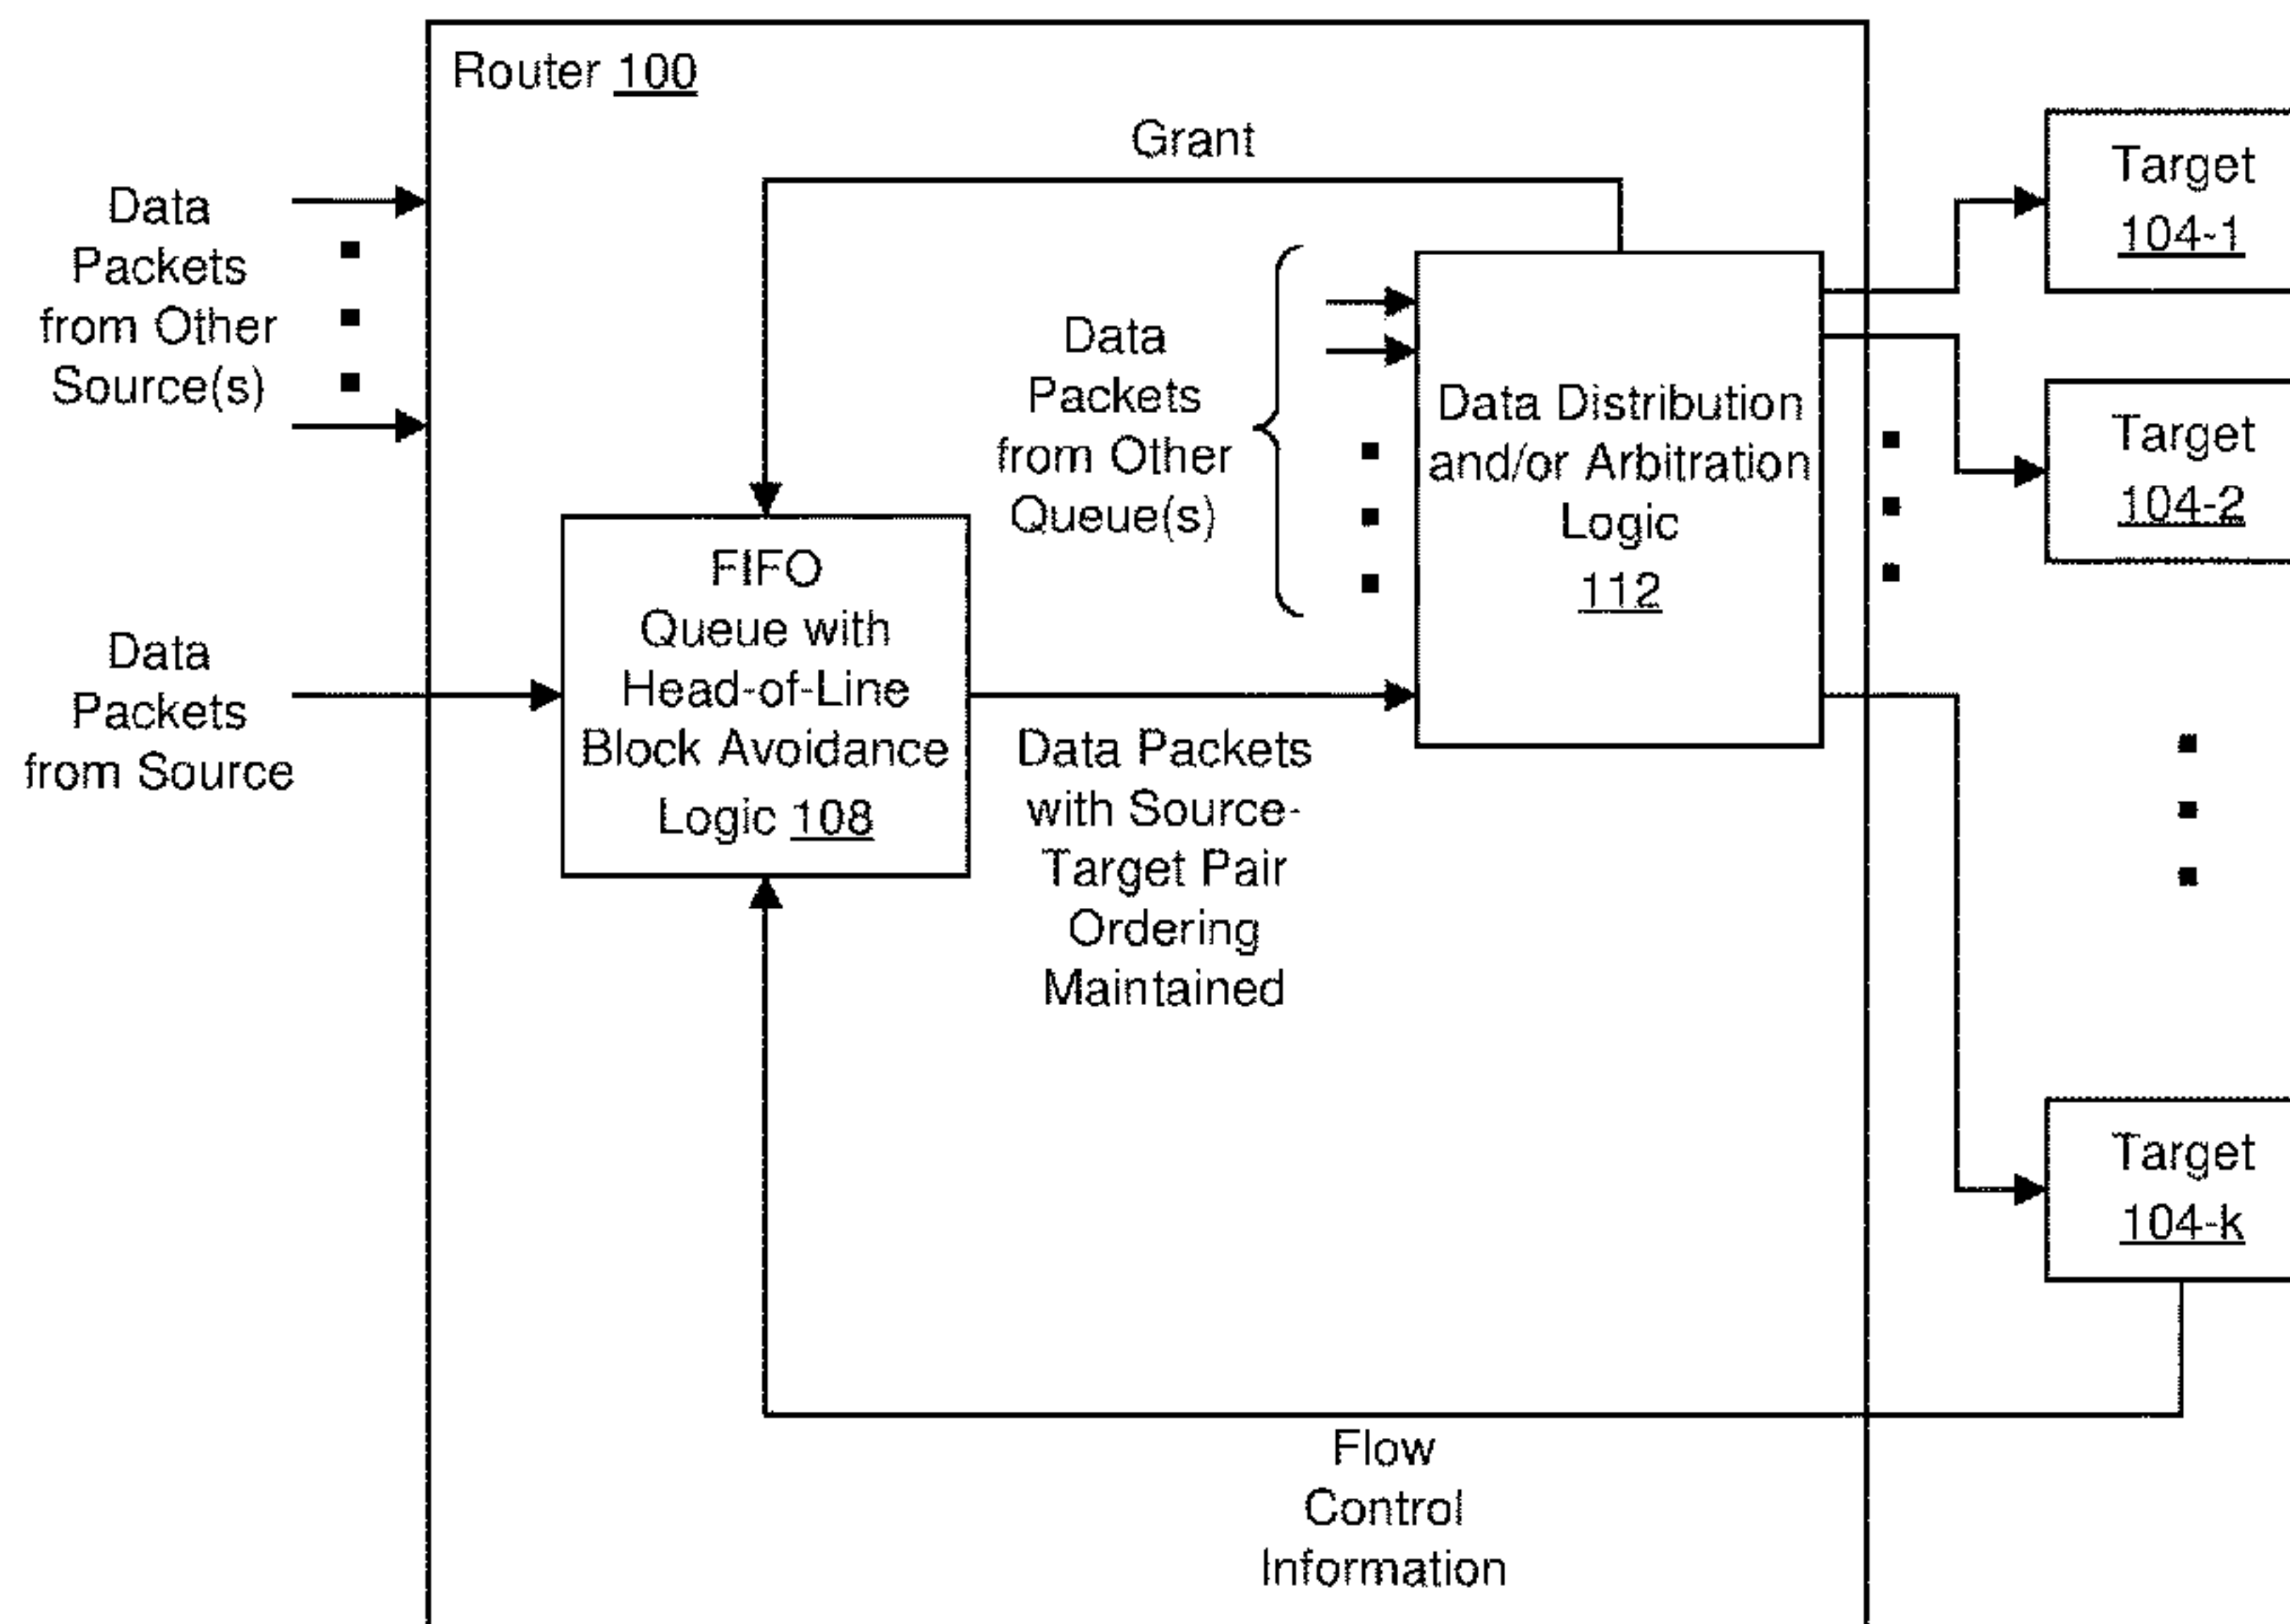 Router 100
Grant
Data
Packets
from Other
Source(s)
Data
Packets
from Other
Queue(s)
Data Distribution
and/or Arbitration
Logic
112
Target
104-1
Target
104-2
FIFO
Queue with
Head-of-Line
Block Avoidance
Logic 108
Data
Packets
from Source
Data Packets
with Source-
Target Pair
Ordering
Maintained
Target
104-k
Flow
Control
Information